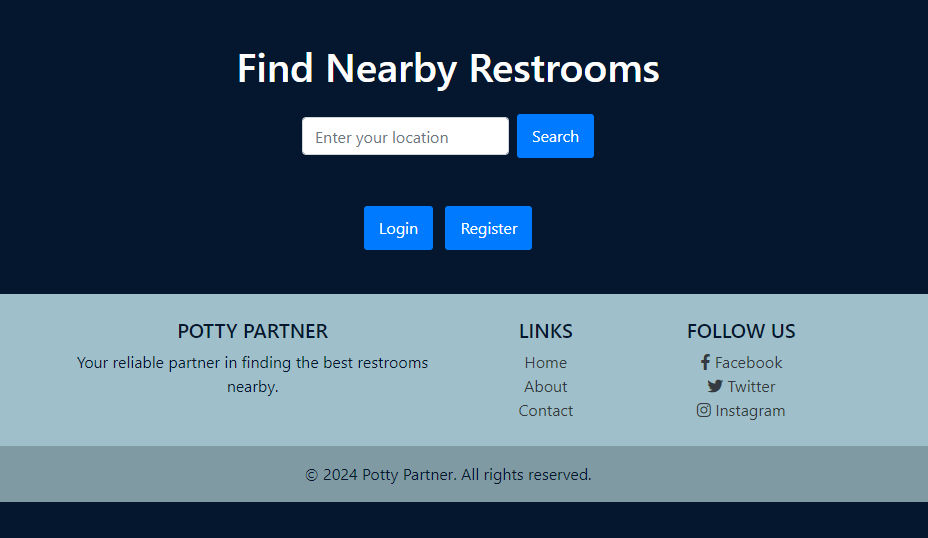 Find Nearby Restrooms
Enter your location
Search
Login
Register
POTTY PARTNER
Your reliable partner in finding the best restrooms
nearby.
LINKS
Home
About
Contact
FOLLOW US
Facebook
Twitter
Instagram
© 2024 Potty Partner. All rights reserved.